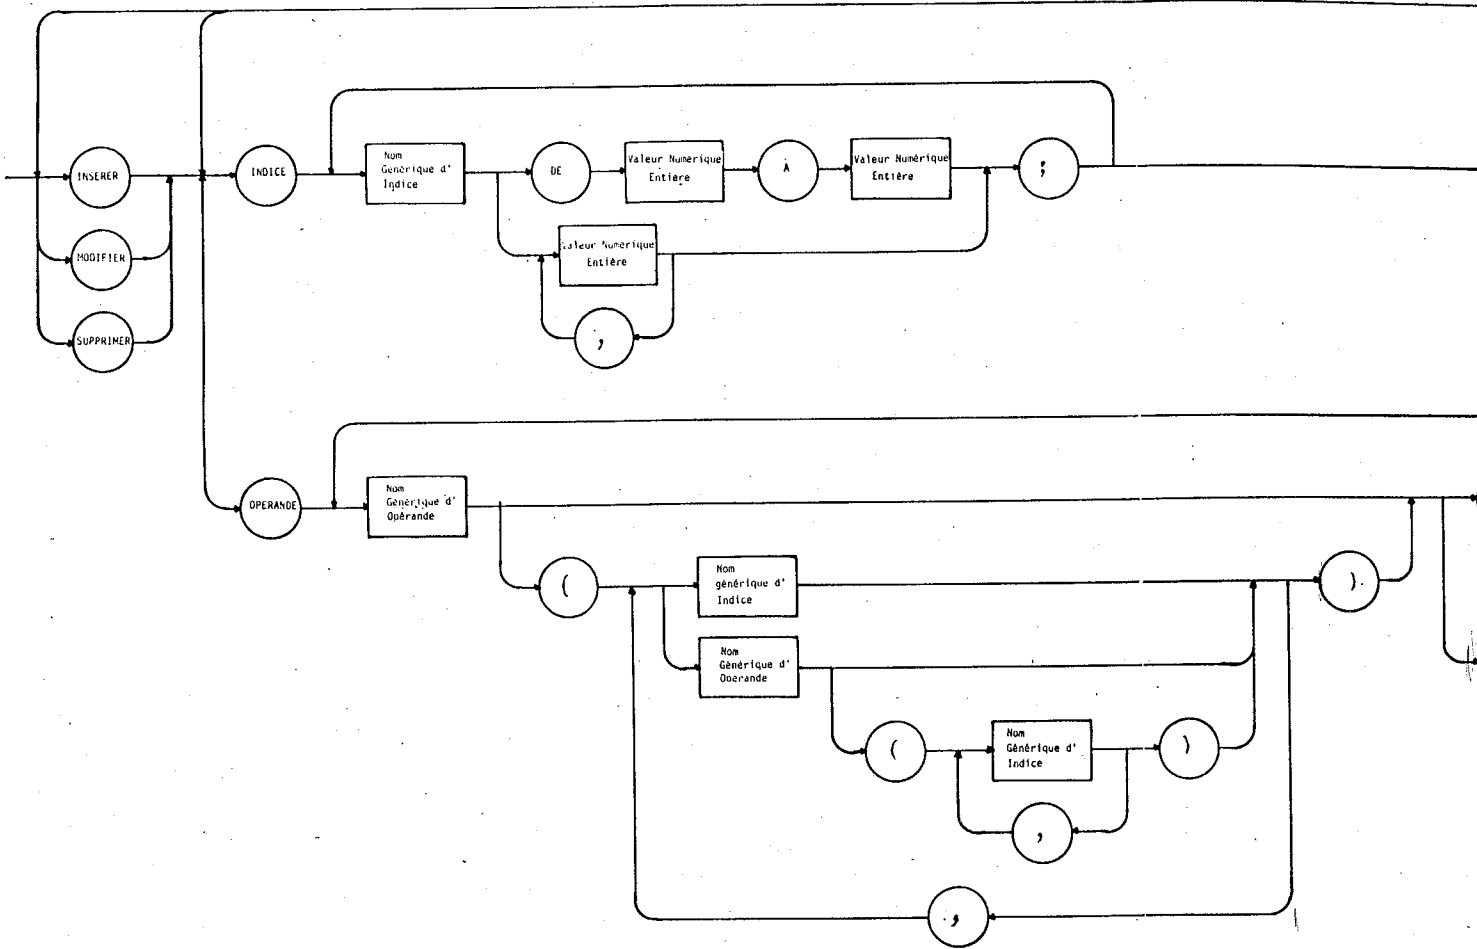 INSERER
MODIFIER
SUPPRIMER
INDICE
Nom
Générique d'
Indice
DE
Valeur Numérique
Entière
À
Valeur Numérique
Entière
;
Valeur Numérique
Entière
,
OPERANDE
Nom
Générique d'
Opérande
(
Nom
générique d'
Indice
)
Nom
Générique d'
Operande
(
Nom
Générique d'
Indice
)
,
,